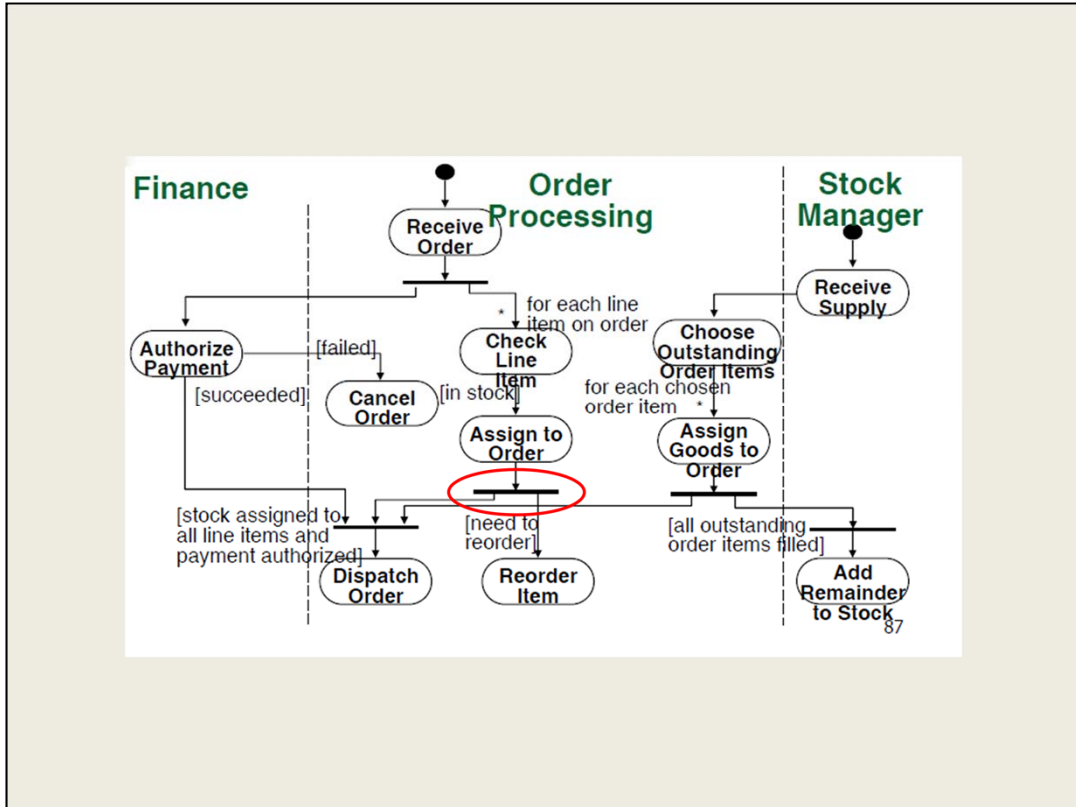 Finance
Order
Processing
Stock
Manager
Receive
Order
Receive
Supply
* for each line
item on order
Authorize
Payment
[failed]
Check
Line
Item
Choose
Outstanding
Order Items
[succeeded]
Cancel
Order
[in stock]
for each chosen
order item *
Assign to
Order
Assign
Goods to
Order
[stock assigned to
all line items and
payment authorized]
[need to
reorder]
[all outstanding
order items filled]
Dispatch
Order
Reorder
Item
Add
Remainder
to Stock
87